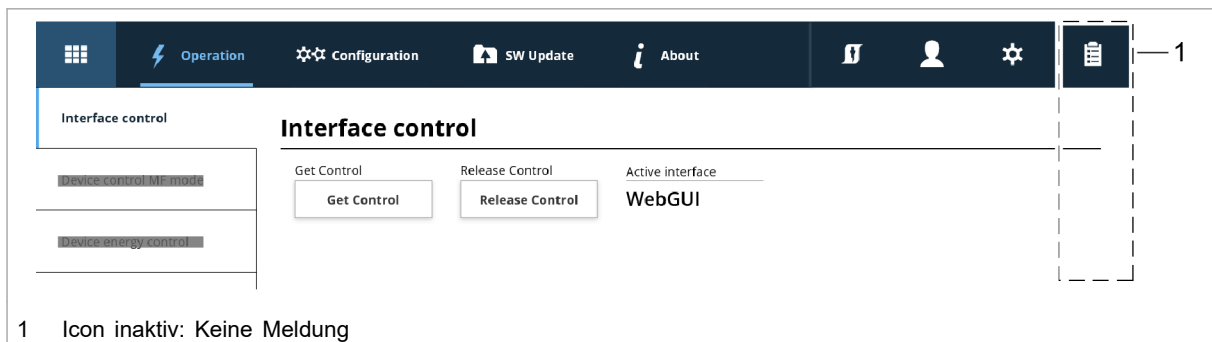 Operation Configuration SW Update i About 1
Interface control
Interface control
Get Control Release Control Active interface
Device control MF mode
Get Control Release Control WebGUI
Device energy control
1 Icon inaktiv: Keine Meldung